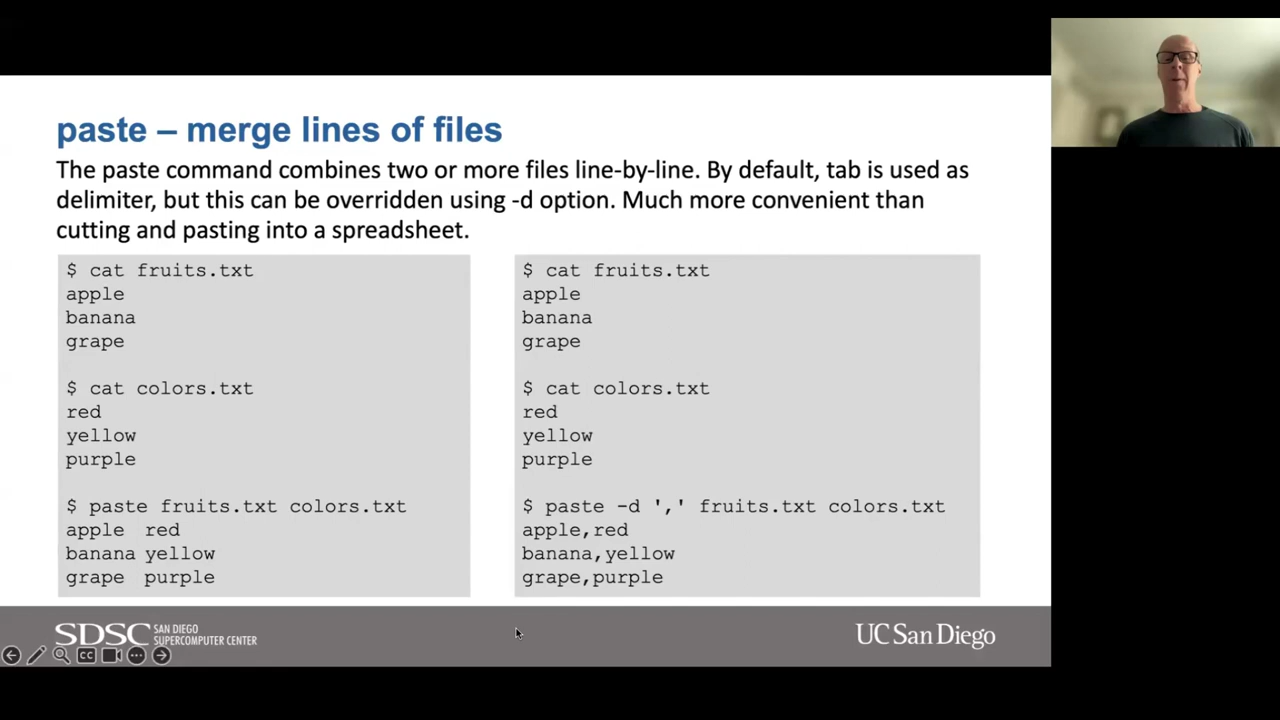 paste – merge lines of files
The paste command combines two or more files line-by-line. By default, tab is used as
delimiter, but this can be overridden using -d option. Much more convenient than
cutting and pasting into a spreadsheet.
$ cat fruits.txt
apple
banana
grape
$ cat colors.txt
red
yellow
purple
$ paste fruits.txt colors.txt
apple red
banana yellow
grape purple
$ cat fruits.txt
apple
banana
grape
$ cat colors.txt
red
yellow
purple
$ paste -d ',' fruits.txt colors.txt
apple,red
banana,yellow
grape,purple
SDSC SAN DIEGO
SUPERCOMPUTER CENTER
UC San Diego
CC